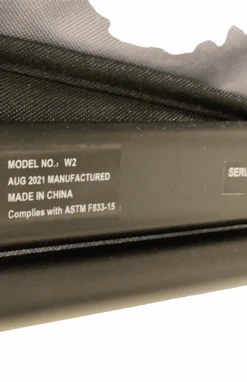 MODEL NO.: W2
AUG 2021 MANUFACTURED
MADE IN CHINA
Complies with ASTM F833-15
SERI